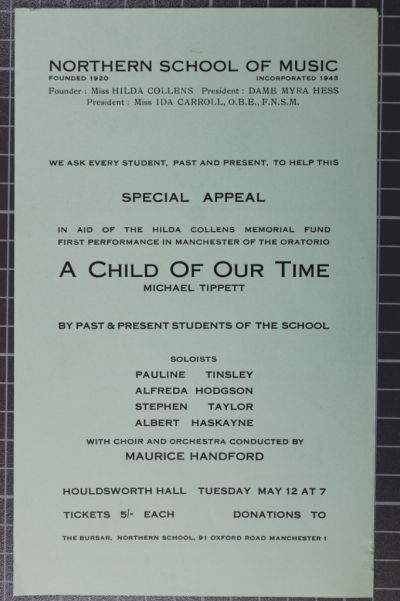 NORTHERN SCHOOL OF MUSIC
FOUNDED 1920 INCORPORATED 1943
Founder : Miss HILDA COLLENS President : DAME MYRA HESS
President : Miss IDA CARROLL, O.B.E., F.N.S.M.
WE ASK EVERY STUDENT, PAST AND PRESENT, TO HELP THIS
SPECIAL APPEAL
IN AID OF THE HILDA COLLENS MEMORIAL FUND
FIRST PERFORMANCE IN MANCHESTER OF THE ORATORIO
A CHILD OF OUR TIME
MICHAEL TIPPETT
BY PAST & PRESENT STUDENTS OF THE SCHOOL
SOLOISTS
PAULINE TINSLEY
ALFREDA HODGSON
STEPHEN TAYLOR
ALBERT HASKAYNE
WITH CHOIR AND ORCHESTRA CONDUCTED BY
MAURICE HANDFORD
HOULDSWORTH HALL TUESDAY MAY 12 AT 7
TICKETS 5/- EACH DONATIONS TO
THE BURSAR, NORTHERN SCHOOL, 91 OXFORD ROAD MANCHESTER 1